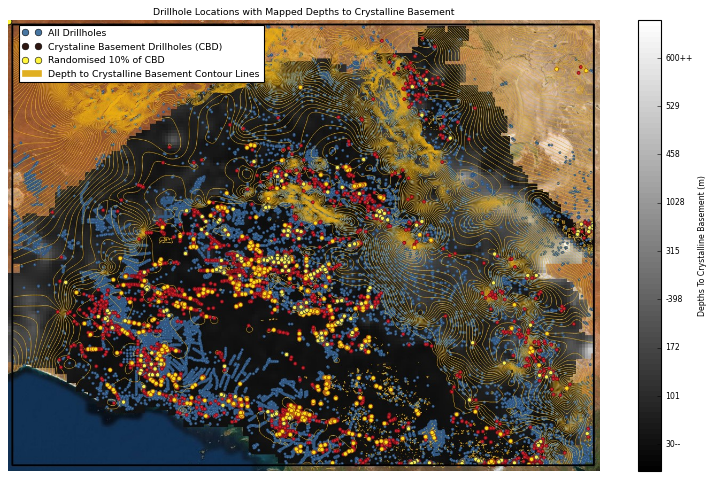 Drillhole Locations with Mapped Depths to Crystalline Basement
All Drillholes
Crystaline Basement Drillholes (CBD)
Randomised 10% of CBD
Depth to Crystalline Basement Contour Lines
600++
529
458
1028
315
-398
172
101
30--
Depths To Crystalline Basement (m)